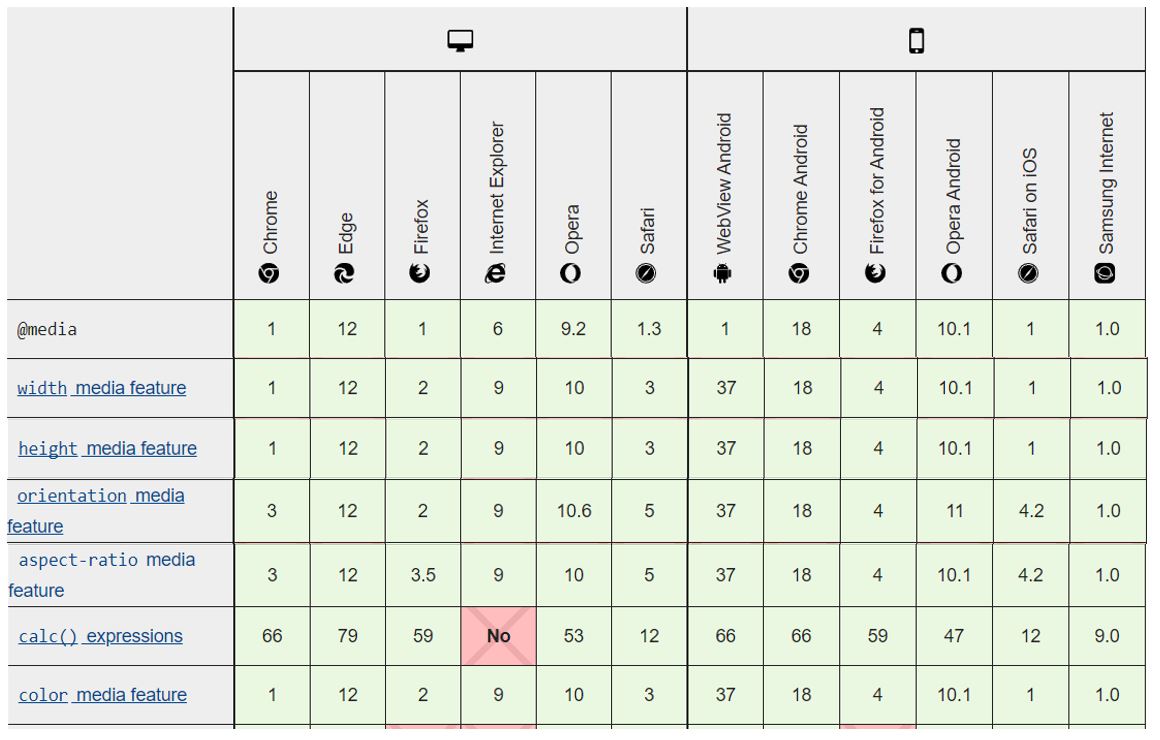 Chrome
Edge
Firefox
Internet Explorer
Opera
Safari
WebView Android
Chrome Android
Firefox for Android
Opera Android
Safari on iOS
Samsung Internet
@media 1 12 1 6 9.2 1.3 1 18 4 10.1 1 1.0
width media feature 1 12 2 9 10 3 37 18 4 10.1 1 1.0
height media feature 1 12 2 9 10 3 37 18 4 10.1 1 1.0
orientation media
feature 3 12 2 9 10.6 5 37 18 4 11 4.2 1.0
aspect-ratio media
feature 3 12 3.5 9 10 5 37 18 4 10.1 4.2 1.0
calc() expressions 66 79 59 No 53 12 66 66 59 47 12 9.0
color media feature 1 12 2 9 10 3 37 18 4 10.1 1 1.0